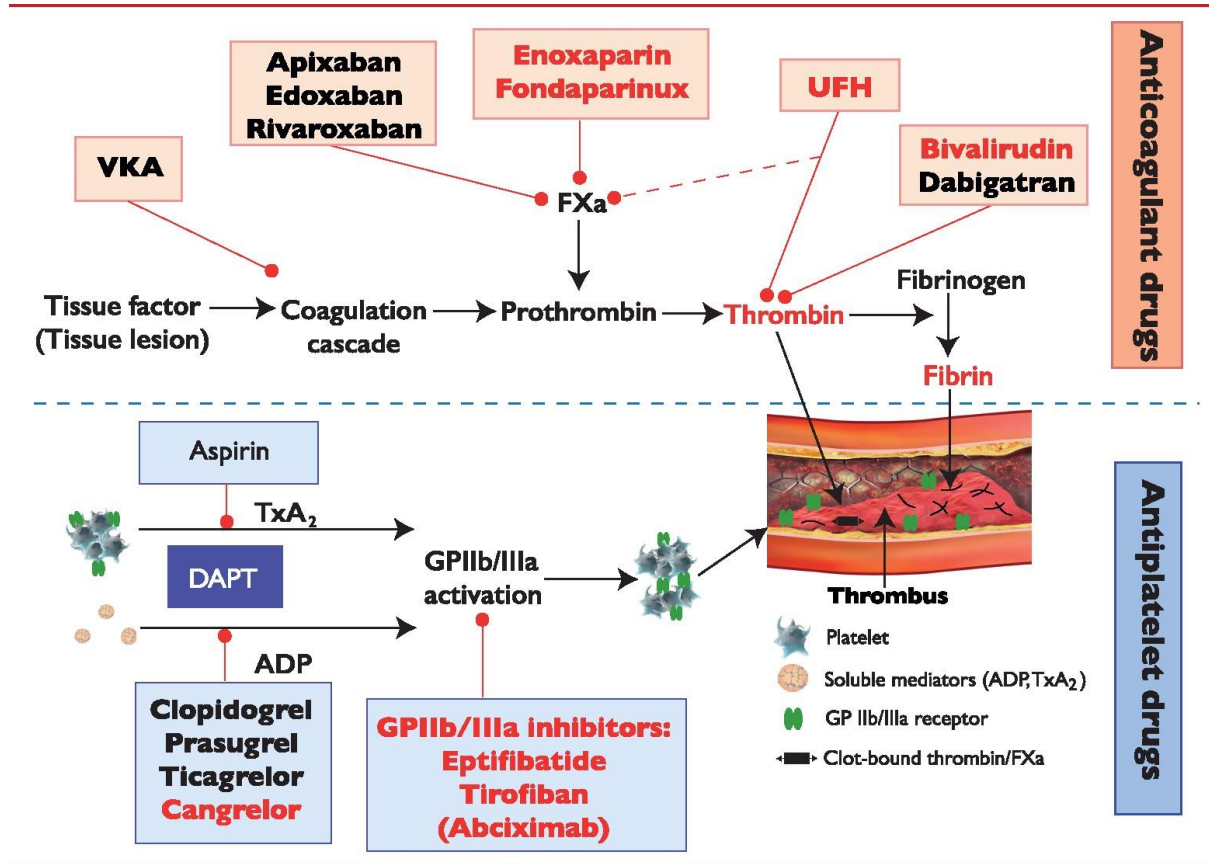 Apixaban
Edoxaban
Rivaroxaban
Enoxaparin
Fondaparinux
UFH
VKA
Bivalirudin
Dabigatran
FXa
Tissue factor
(Tissue lesion)
Coagulation
cascade
Prothrombin
Thrombin
Fibrinogen
Fibrin
Anticoagulant drugs
Aspirin
TxA₂
DAPT
ADP
GPIIb/IIIa
activation
Clopidogrel
Prasugrel
Ticagrelor
Cangrelor
GPIIb/IIIa inhibitors:
Eptifibatide
Tirofiban
(Abciximab)
Thrombus
Platelet
Soluble mediators (ADP,TxA₂)
GP IIb/IIIa receptor
Clot-bound thrombin/FXa
Antiplatelet drugs